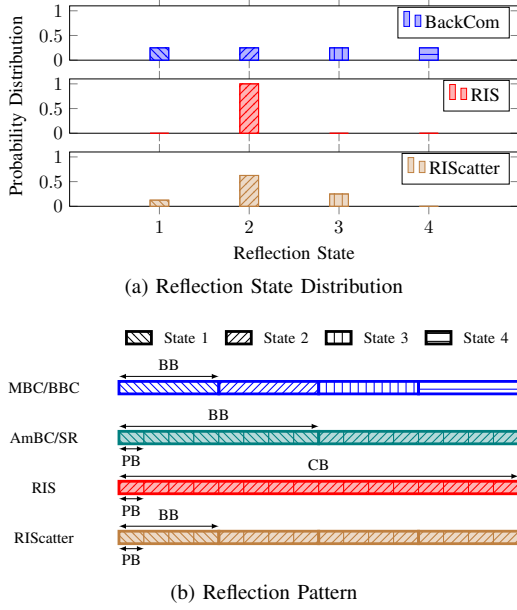 1
0.5
0
BackCom
1
0.5
0
RIS
1
0.5
0
RIScatter
Probability Distribution
1 2 3 4
Reflection State
(a) Reflection State Distribution
State 1 State 2 State 3 State 4
BB
MBC/BBC
BB
AmBC/SR
PB
CB
RIS
PB
BB
RIScatter
PB
(b) Reflection Pattern